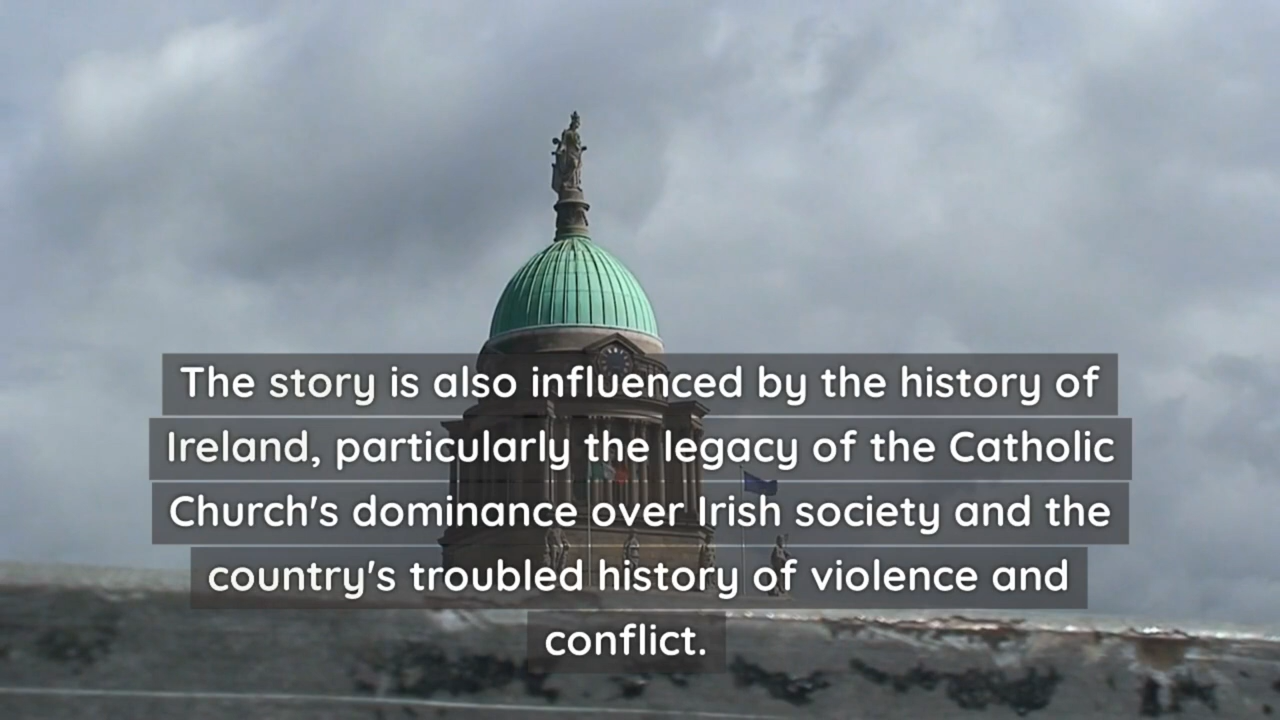 The story is also influenced by the history of
Ireland, particularly the legacy of the Catholic
Church's dominance over Irish society and the
country's troubled history of violence and
conflict.